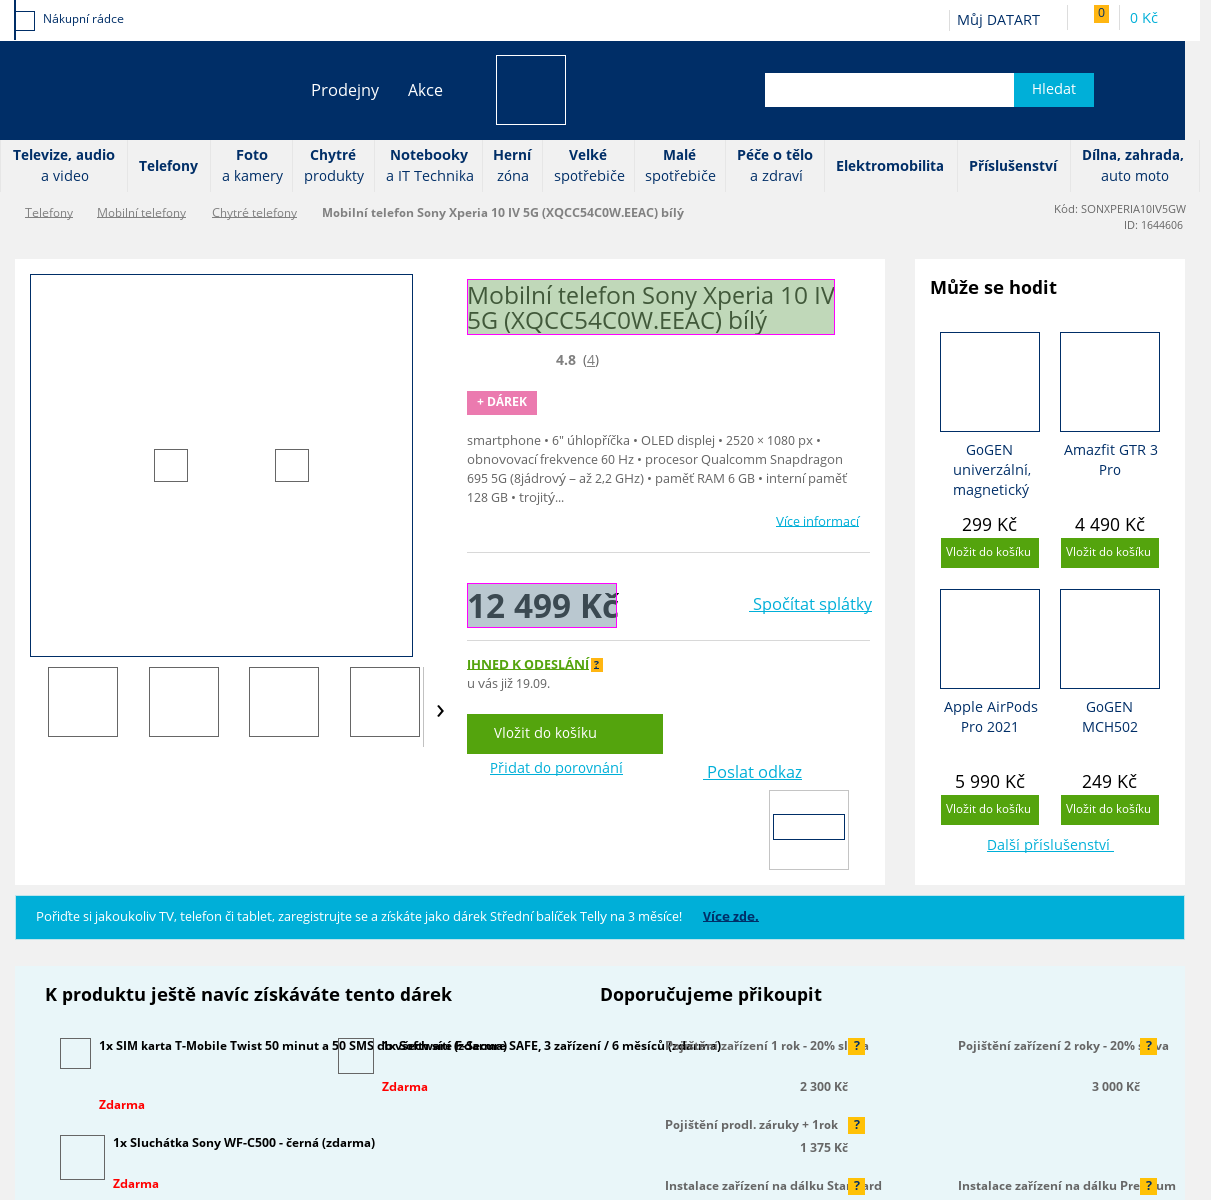 Nákupní rádce
Můj DATART
0
0 Kč
Prodejny
Akce
Hledat
Televize, audio
a video
Telefony
Foto
a kamery
Chytré
produkty
Notebooky
a IT Technika
Herní
zóna
Velké
spotřebiče
Malé
spotřebiče
Péče o tělo
a zdraví
Elektromobilita
Příslušenství
Dílna, zahrada,
auto moto
Telefony
Mobilní telefony
Chytré telefony
Mobilní telefon Sony Xperia 10 IV 5G (XQCC54C0W.EEAC) bílý
Kód: SONXPERIA10IV5GW
ID: 1644606
Mobilní telefon Sony Xperia 10 IV
5G (XQCC54C0W.EEAC) bílý
4.8 (4)
+ DÁREK
smartphone • 6" úhlopříčka • OLED displej • 2520 × 1080 px •
obnovovací frekvence 60 Hz • procesor Qualcomm Snapdragon
695 5G (8jádrový – až 2,2 GHz) • paměť RAM 6 GB • interní paměť
128 GB • trojitý...
Více informací
12 499 Kč
Spočítat splátky
IHNED K ODESLÁNÍ ?
u vás již 19.09.
Vložit do košíku
Přidat do porovnání
Poslat odkaz
Může se hodit
GoGEN
univerzální,
magnetický
299 Kč
Vložit do košíku
Amazfit GTR 3
Pro
4 490 Kč
Vložit do košíku
Apple AirPods
Pro 2021
5 990 Kč
Vložit do košíku
GoGEN
MCH502
249 Kč
Vložit do košíku
Další příslušenství
Pořiďte si jakoukoliv TV, telefon či tablet, zaregistrujte se a získáte jako dárek Střední balíček Telly na 3 měsíce! Více zde.
K produktu ještě navíc získáváte tento dárek
1x SIM karta T-Mobile Twist 50 minut a 50 SMS do všech sítí (zdarma)
Zdarma
1x Software F-Secure SAFE, 3 zařízení / 6 měsíců (zdarma)
Zdarma
1x Sluchátka Sony WF-C500 - černá (zdarma)
Zdarma
Doporučujeme přikoupit
Pojištění zařízení 1 rok - 20% sleva
?
2 300 Kč
Pojištění zařízení 2 roky - 20% sleva
?
3 000 Kč
Pojištění prodl. záruky + 1rok
?
1 375 Kč
Instalace zařízení na dálku Standard
?
Instalace zařízení na dálku Premium
?